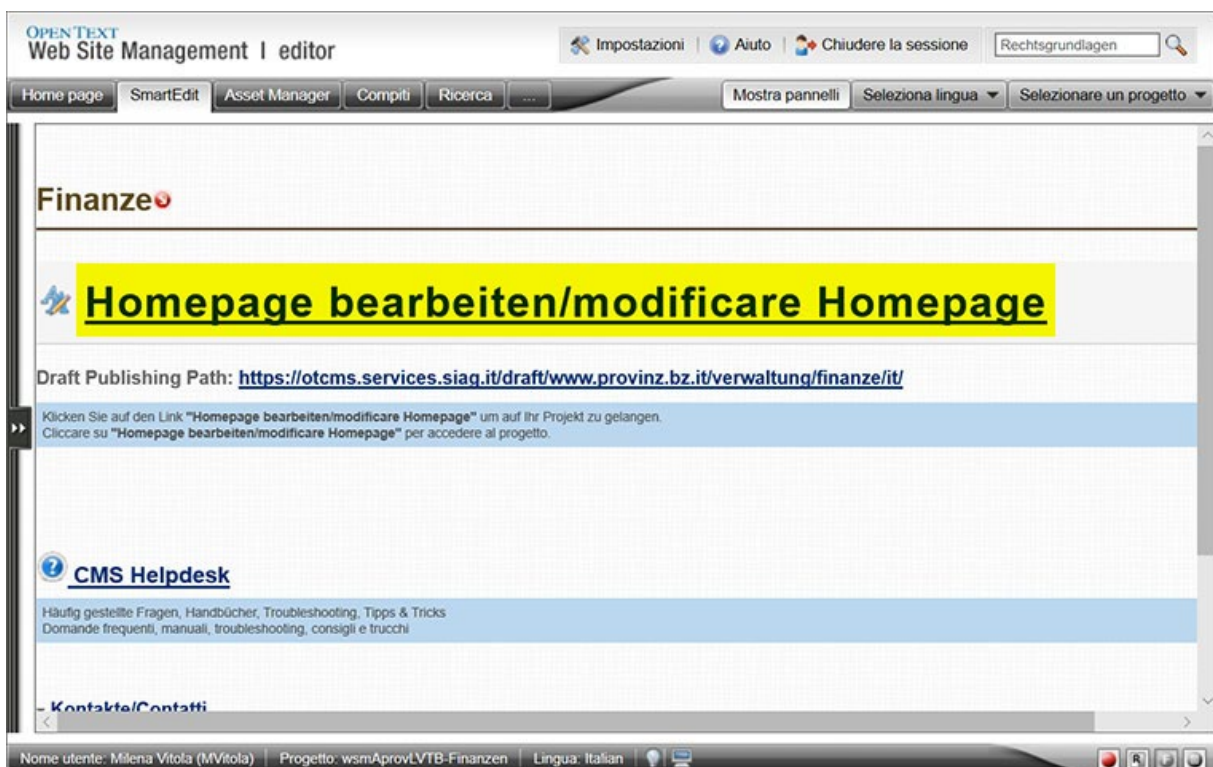 OPEN TEXT
Web Site Management | editor
Impostazioni | Aiuto | Chiudere la sessione Rechtsgrundlagen
Home page SmartEdit Asset Manager Compiti Ricerca ... Mostra pannelli Seleziona lingua Selezionare un progetto
Finanze
Homepage bearbeiten/modificare Homepage
Draft Publishing Path: https://otcms.services.siag.it/draft/www.provinz.bz.it/verwaltung/finanze/it/
Klicken Sie auf den Link "Homepage bearbeiten/modificare Homepage" um auf Ihr Projekt zu gelangen.
Cliccare su "Homepage bearbeiten/modificare Homepage" per accedere al progetto.
CMS Helpdesk
Häufig gestellte Fragen, Handbücher, Troubleshooting, Tipps & Tricks
Domande frequenti, manuali, troubleshooting, consigli e trucchi
- Kontakte/Contatti
Nome utente: Milena Vitola (MVitola) | Progetto: wsmAprovLVTB-Finanzen | Lingua: Italian R